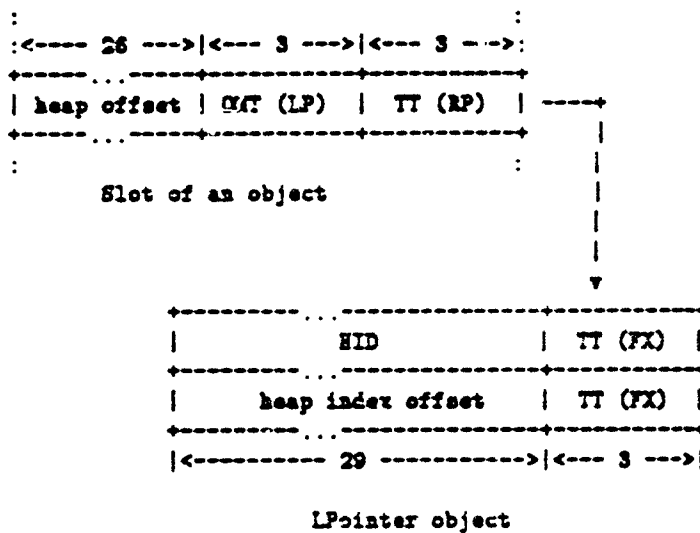 :<---- 26 --->|<--- 3 --->|<--- 3 --->:
| heap offset | OMT (LP) | TT (RP) | ----+
Slot of an object
| HID | TT (FX) |
| heap index offset | TT (FX) |
|<---------- 29 ----------->|<--- 3 --->|
LPointer object